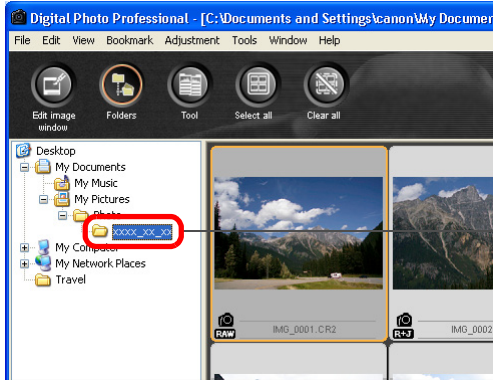 Digital Photo Professional - [C:\Documents and Settings\canon\My Documen
File Edit View Bookmark Adjustment Tools Window Help
Edit image window
Folders
Tool
Select all
Clear all
Desktop
My Documents
My Music
My Pictures
Photo
xxxx_xx_xx
My Computer
My Network Places
Travel
RAW
IMG_0001.CR2
R+J
IMG_0002